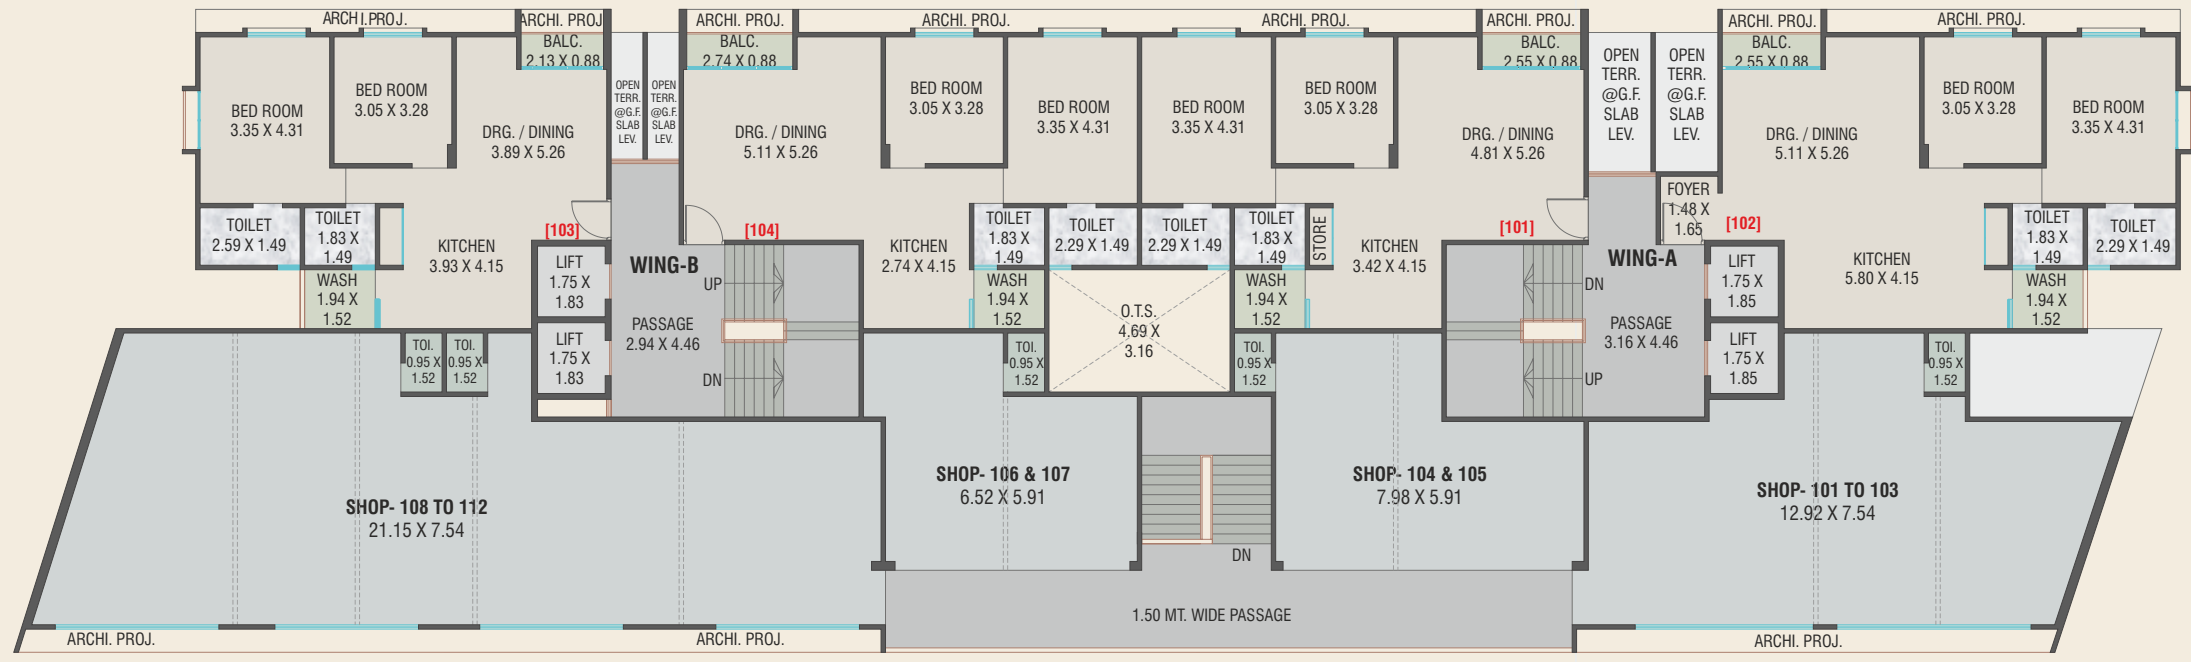 ARCHI. PROJ.
ARCHI. PROJ.
ARCHI. PROJ.
ARCHI. PROJ.
ARCHI. PROJ.
ARCHI. PROJ.
ARCHI. PROJ.
ARCHI. PROJ.
BALC.
2.13 X 0.88
BALC.
2.74 X 0.88
BALC.
2.55 X 0.88
BALC.
2.55 X 0.88
BED ROOM
3.35 X 4.31
BED ROOM
3.05 X 3.28
DRG. / DINING
3.89 X 5.26
OPEN
TERR.
@G.F.
SLAB
LEV.
OPEN
TERR.
@G.F.
SLAB
LEV.
DRG. / DINING
5.11 X 5.26
BED ROOM
3.05 X 3.28
BED ROOM
3.35 X 4.31
BED ROOM
3.35 X 4.31
BED ROOM
3.05 X 3.28
DRG. / DINING
4.81 X 5.26
OPEN
TERR.
@G.F.
SLAB
LEV.
OPEN
TERR.
@G.F.
SLAB
LEV.
DRG. / DINING
5.11 X 5.26
BED ROOM
3.05 X 3.28
BED ROOM
3.35 X 4.31
TOILET
2.59 X 1.49
TOILET
1.83 X
1.49
KITCHEN
3.93 X 4.15
[103]
[104]
KITCHEN
2.74 X 4.15
TOILET
1.83 X
1.49
TOILET
2.29 X 1.49
TOILET
2.29 X 1.49
TOILET
1.83 X
1.49
STORE
KITCHEN
3.42 X 4.15
[101]
FOYER
1.48 X
1.65
[102]
KITCHEN
5.80 X 4.15
TOILET
1.83 X
1.49
TOILET
2.29 X 1.49
WASH
1.94 X
1.52
LIFT
1.75 X
1.83
WING-B
UP
WASH
1.94 X
1.52
O.T.S.
4.69 X
3.16
WASH
1.94 X
1.52
DN
WING-A
LIFT
1.75 X
1.85
WASH
1.94 X
1.52
TOI.
0.95 X
1.52
TOI.
0.95 X
1.52
LIFT
1.75 X
1.83
PASSAGE
2.94 X 4.46
DN
TOI.
0.95 X
1.52
TOI.
0.95 X
1.52
UP
PASSAGE
3.16 X 4.46
LIFT
1.75 X
1.85
TOI.
0.95 X
1.52
SHOP- 108 TO 112
21.15 X 7.54
SHOP- 106 & 107
6.52 X 5.91
SHOP- 104 & 105
7.98 X 5.91
SHOP- 101 TO 103
12.92 X 7.54
DN
1.50 MT. WIDE PASSAGE
ARCHI. PROJ.
ARCHI. PROJ.
ARCHI. PROJ.